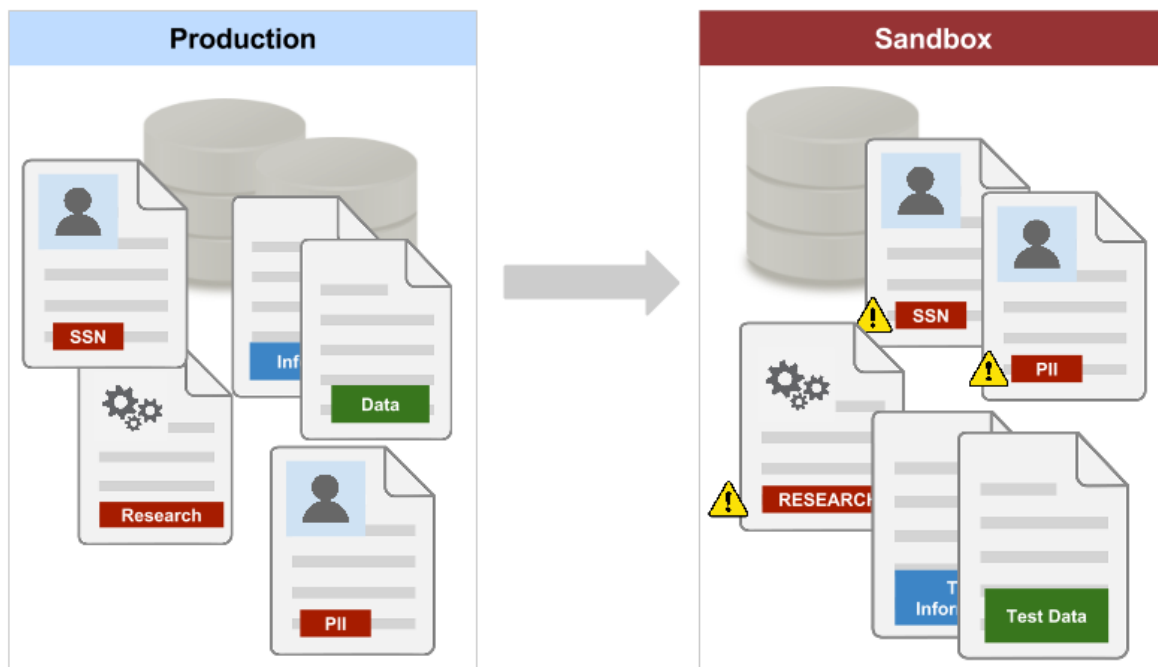 Production
SSN
Data
Research
PII
Sandbox
SSN
PII
RESEARCH
Test Data